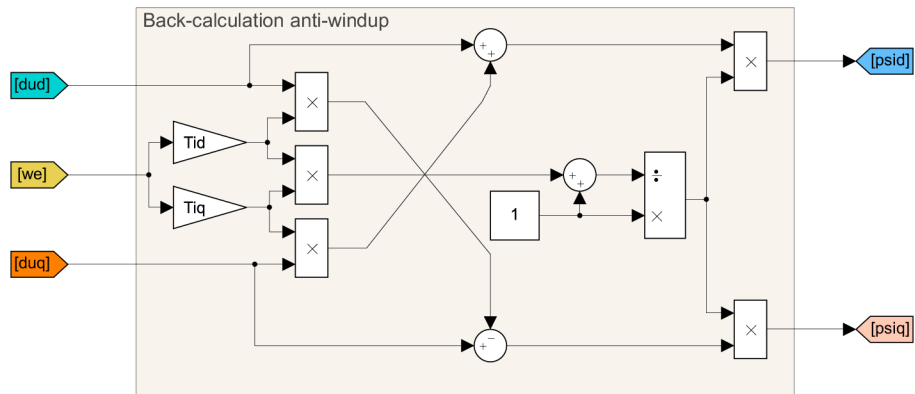 Back-calculation anti-windup
[dud]
[psid]
Tid
[we]
Tiq
1
[duq]
[psiq]